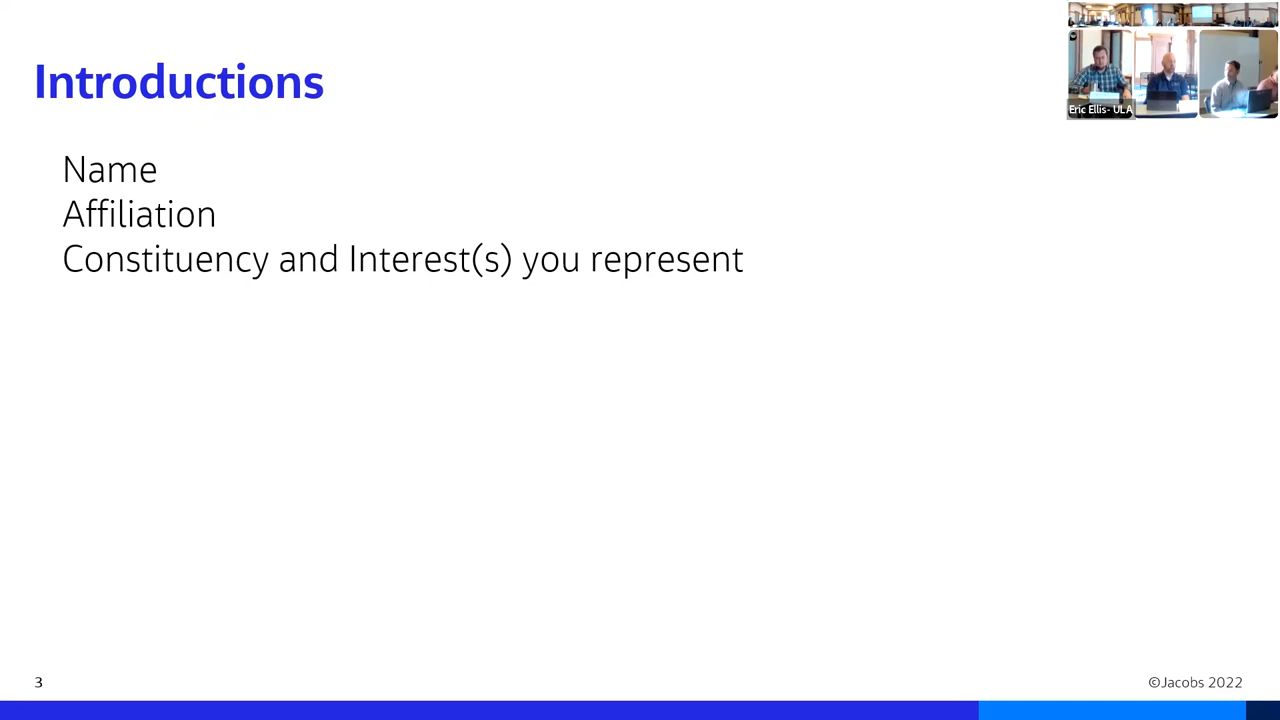 Introductions
Name
Affiliation
Constituency and Interest(s) you represent
Eric Ellis- ULA
3
©Jacobs 2022